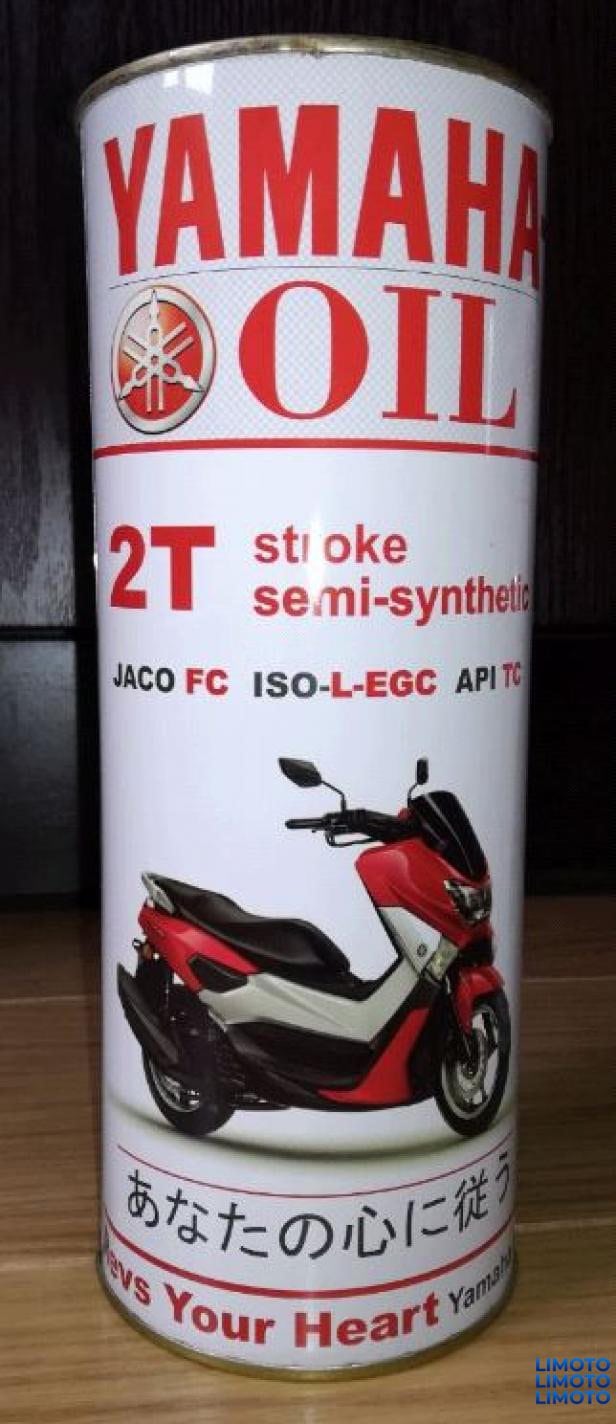 YAMAHA
OIL
2T stroke
semi-synthetic
JACO FC ISO-L-EGC API TC
あなたの心に従う
Revs Your Heart Yamaha
LIMOTO
LIMOTO
LIMOTO